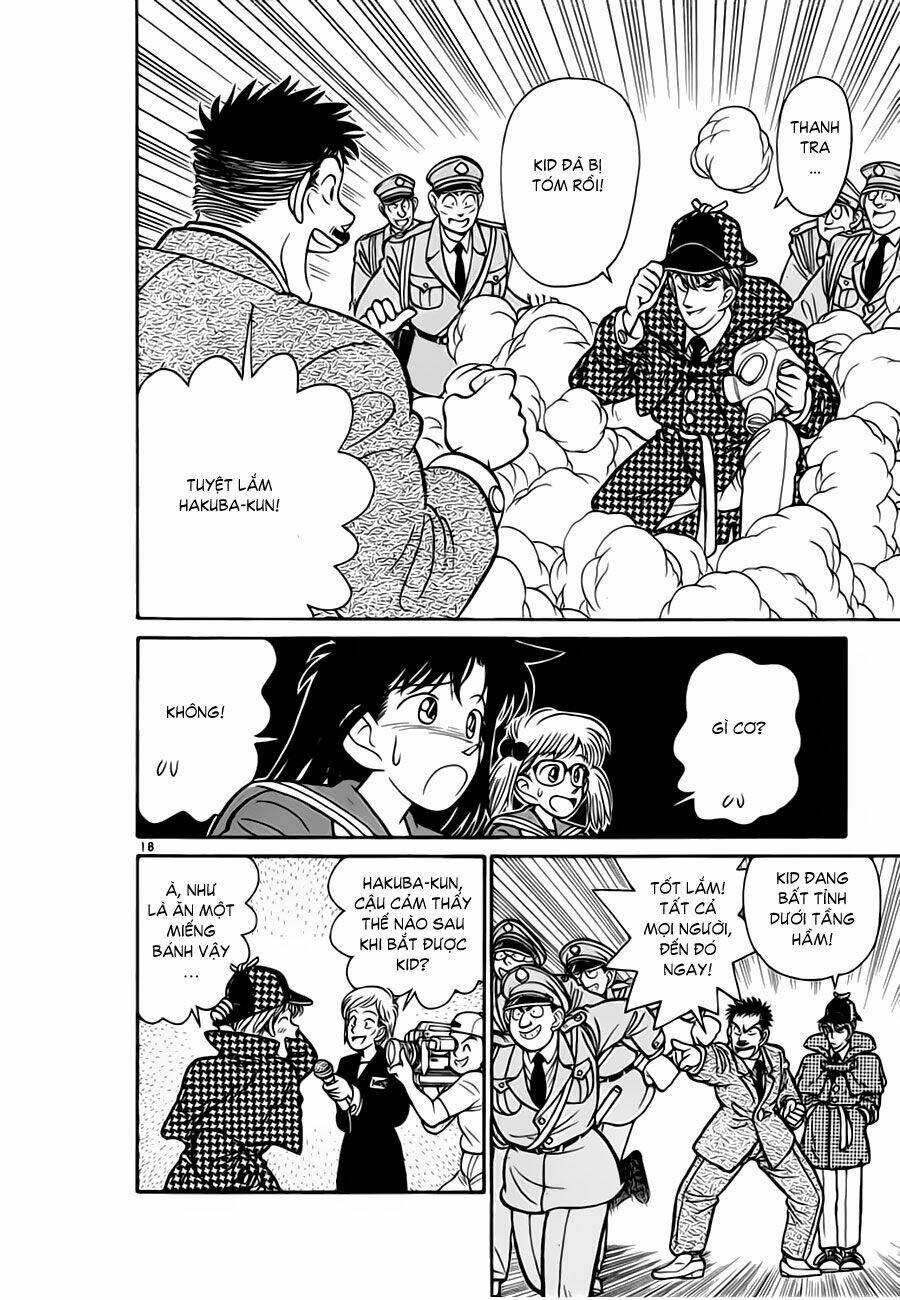 THANH
TRA
...
KID ĐÃ BỊ
TÓM RỒI!
TUYỆT LẮM
HAKUBA-KUN!
GÌ CƠ?
KHÔNG!
18
KID ĐANG
BẤT TỈNH
DƯỚI TẦNG
HẦM!
TỐT LẮM!
TẤT CẢ
MỌI NGƯỜI,
ĐẾN ĐÓ
NGAY!
HAKUBA-KUN,
CẬU CẢM THẤY
THẾ NÀO SAU
KHI BẮT ĐƯỢC
KID?
À, NHƯ
LÀ ĂN MỘT
MIẾNG
BÁNH VẬY
...